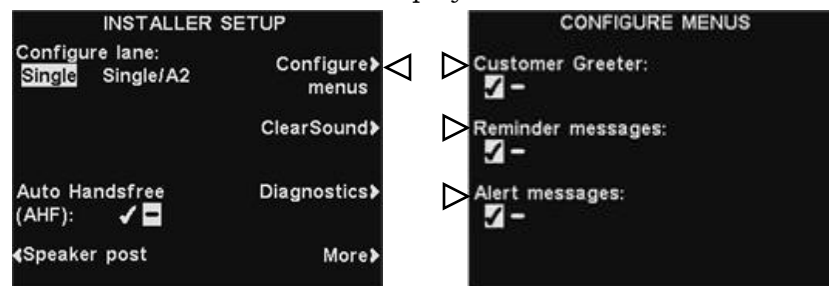 INSTALLER SETUP
Configure lane:
Single Single/A2
Configure
menus
ClearSound
Auto Handsfree
(AHF):
Diagnostics
Speaker post
More
CONFIGURE MENUS
Customer Greeter:
Reminder messages:
Alert messages: